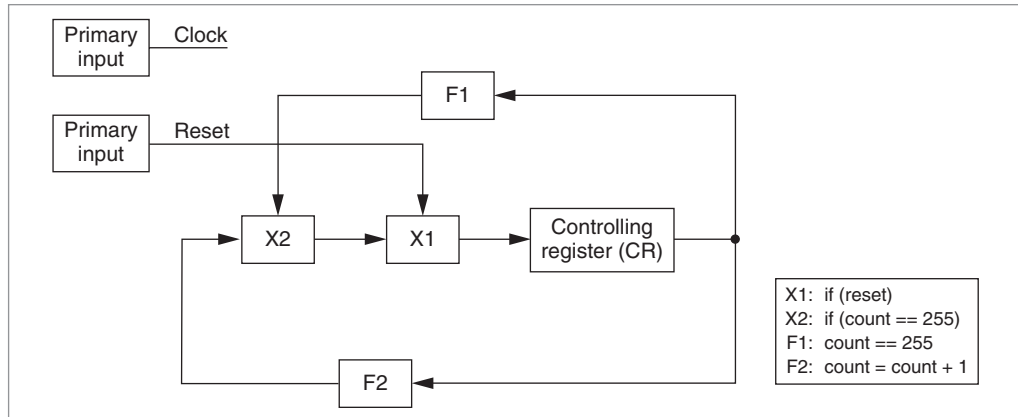 Primary
input
Clock
F1
Primary
input
Reset
X2
X1
Controlling
register (CR)
F2
X1: if (reset)
X2: if (count == 255)
F1: count == 255
F2: count = count + 1